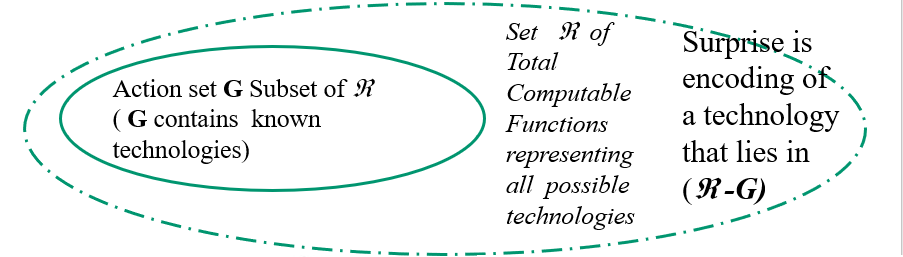 Action set G Subset of ℜ
( G contains known
technologies)
Set ℜ of
Total
Computable
Functions
representing
all possible
technologies
Surprise is
encoding of
a technology
that lies in
(ℜ-G)